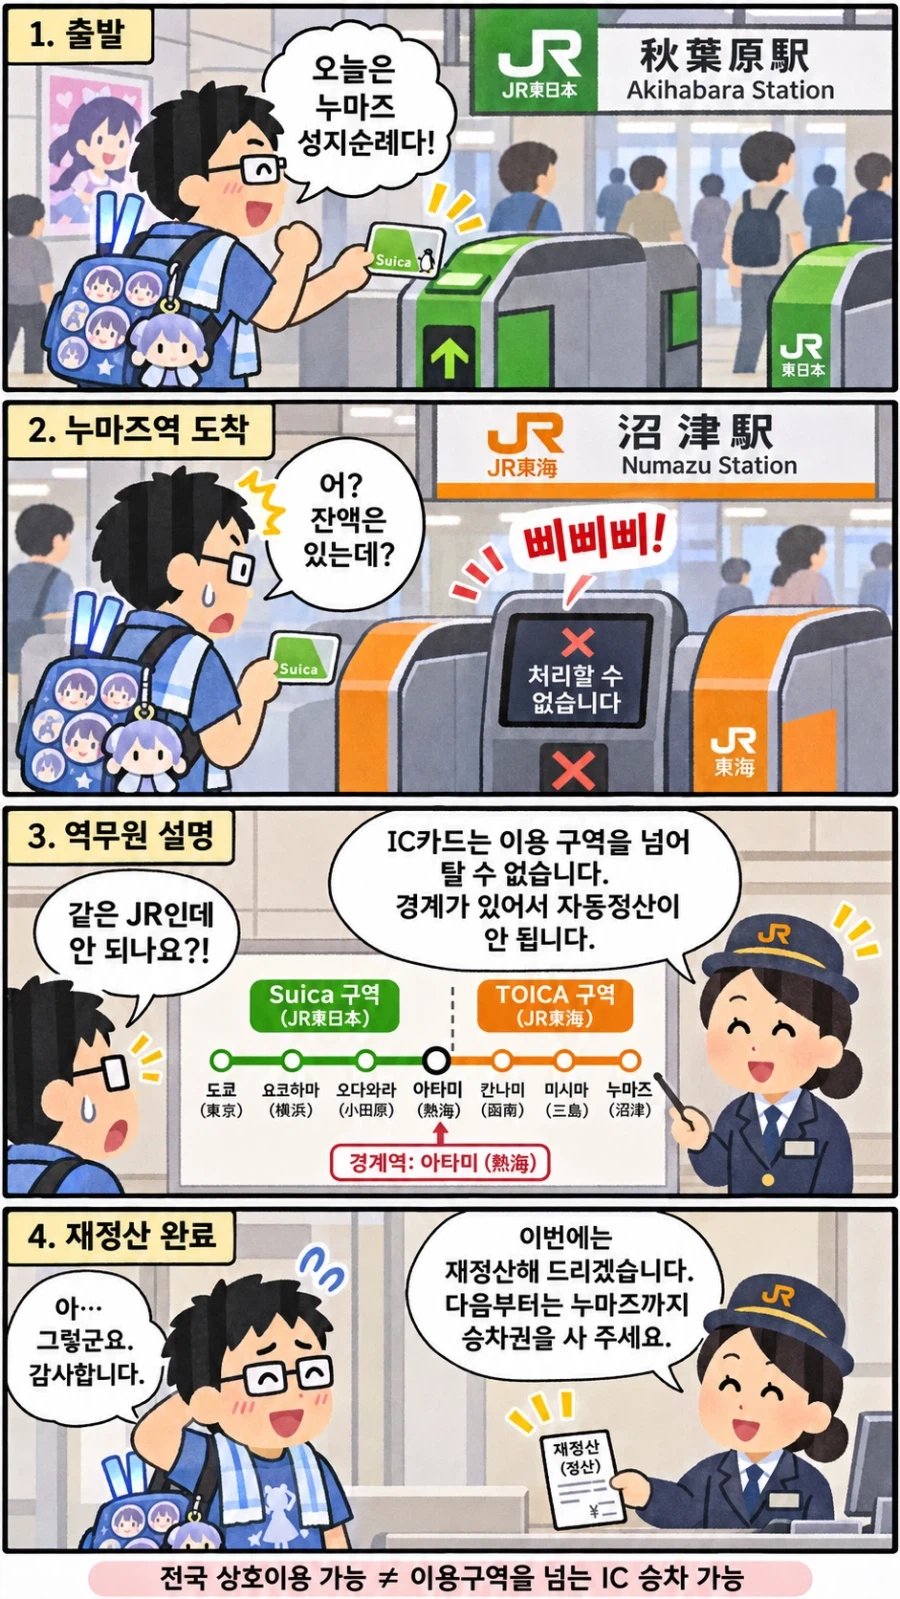 1. 출발
오늘은
누마즈
성지순례다!
JR
JR東日本
秋葉原駅
Akihabara Station
Suica
JR
東日本
2. 누마즈역 도착
어?
잔액은
있는데?
JR
JR東海
沼津駅
Numazu Station
삐삐삐!
Suica
처리할 수
없습니다
JR
東海
3. 역무원 설명
같은 JR인데
안 되나요?!
IC카드는 이용 구역을 넘어
탈 수 없습니다.
경계가 있어서 자동정산이
안 됩니다.
JR
Suica 구역
(JR東日本)
TOICA 구역
(JR東海)
도쿄 요코하마 오다와라 아타미 칸나미 미시마 누마즈
(東京) (横浜) (小田原) (熱海) (函南) (三島) (沼津)
경계역: 아타미 (熱海)
4. 재정산 완료
아…
그렇군요.
감사합니다.
이번에는
재정산해 드리겠습니다.
다음부터는 누마즈까지
승차권을 사 주세요.
JR
재정산
(정산)
¥
전국 상호이용 가능 ≠ 이용구역을 넘는 IC 승차 가능